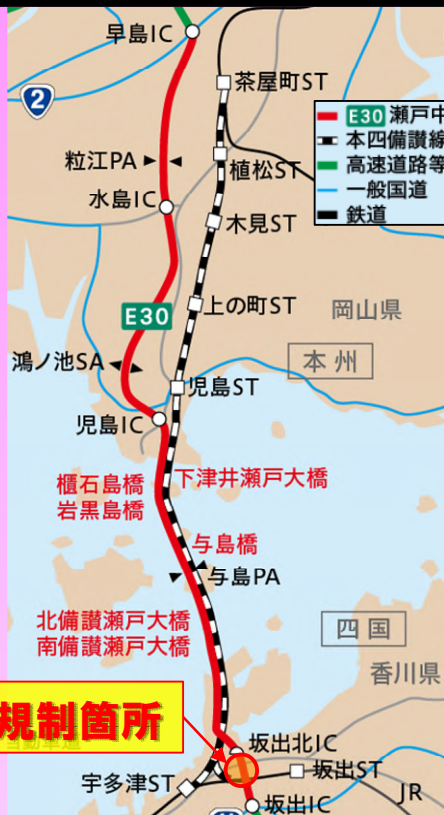 早島IC
茶屋町ST
2
E30 瀬戸中
本四備讃線
高速道路等
一般国道
鉄道
粒江PA
植松ST
水島IC
木見ST
上の町ST
E30
岡山県
本州
鴻ノ池SA
児島ST
児島IC
櫃石島橋
岩黒島橋
下津井瀬戸大橋
与島橋
与島PA
北備讃瀬戸大橋
南備讃瀬戸大橋
四国
香川県
規制箇所
坂出北IC
坂出ST
宇多津ST
JR
坂出IC